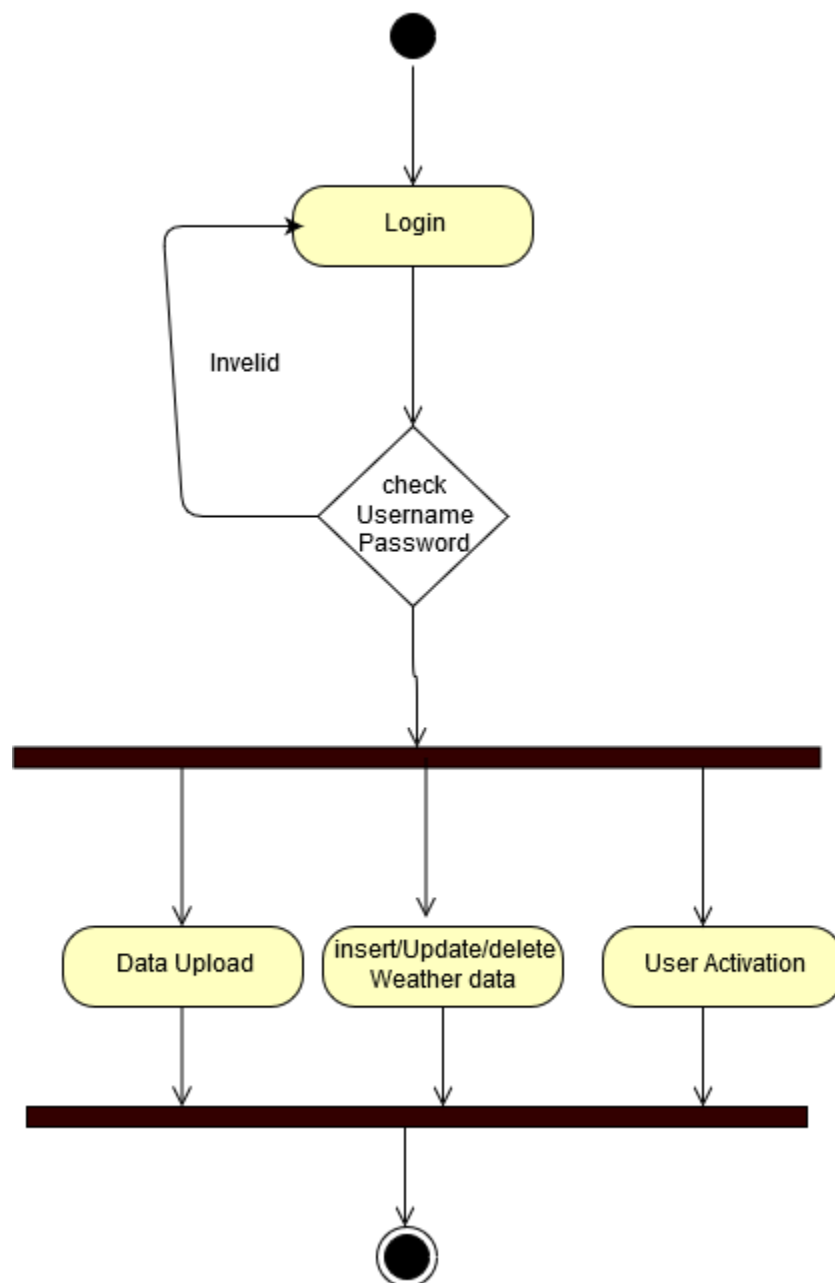 Login
Invelid
check
Username
Password
Data Upload
insert/Update/delete
Weather data
User Activation